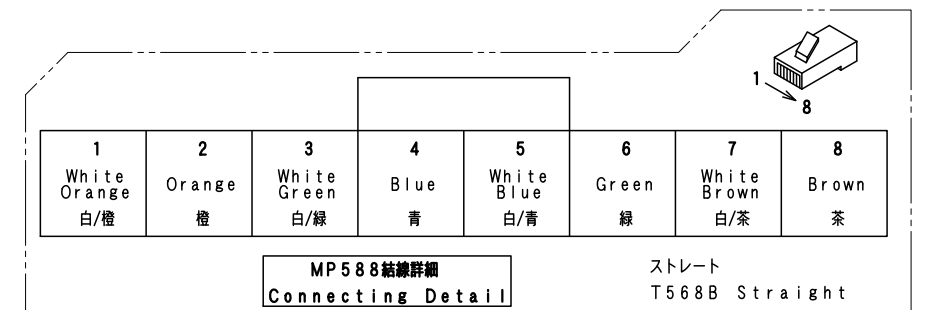 1
8
1 2 3 4 5 6 7 8
White Orange White Blue White Green White Brown
Orange Green Blue Brown
白/橙 橙 白/緑 青 白/青 緑 白/茶 茶
MP588結線詳細
Connecting Detail
ストレート
T568B Straight